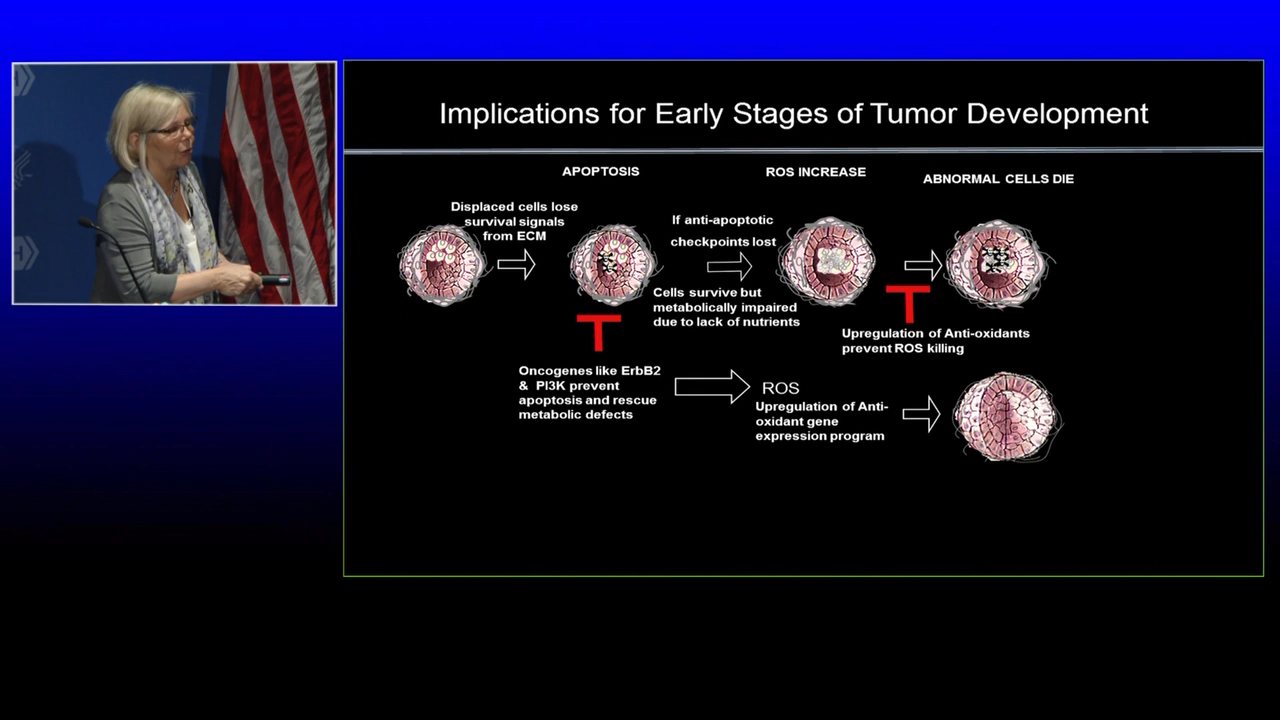 Implications for Early Stages of Tumor Development
APOPTOSIS
ROS INCREASE
ABNORMAL CELLS DIE
Displaced cells lose
survival signals
from ECM
If anti-apoptotic
checkpoints lost
Cells survive but
metabolically impaired
due to lack of nutrients
Upregulation of Anti-oxidants
prevent ROS killing
Oncogenes like ErbB2
& PI3K prevent
apoptosis and rescue
metabolic defects
ROS
Upregulation of Anti-
oxidant gene
expression program